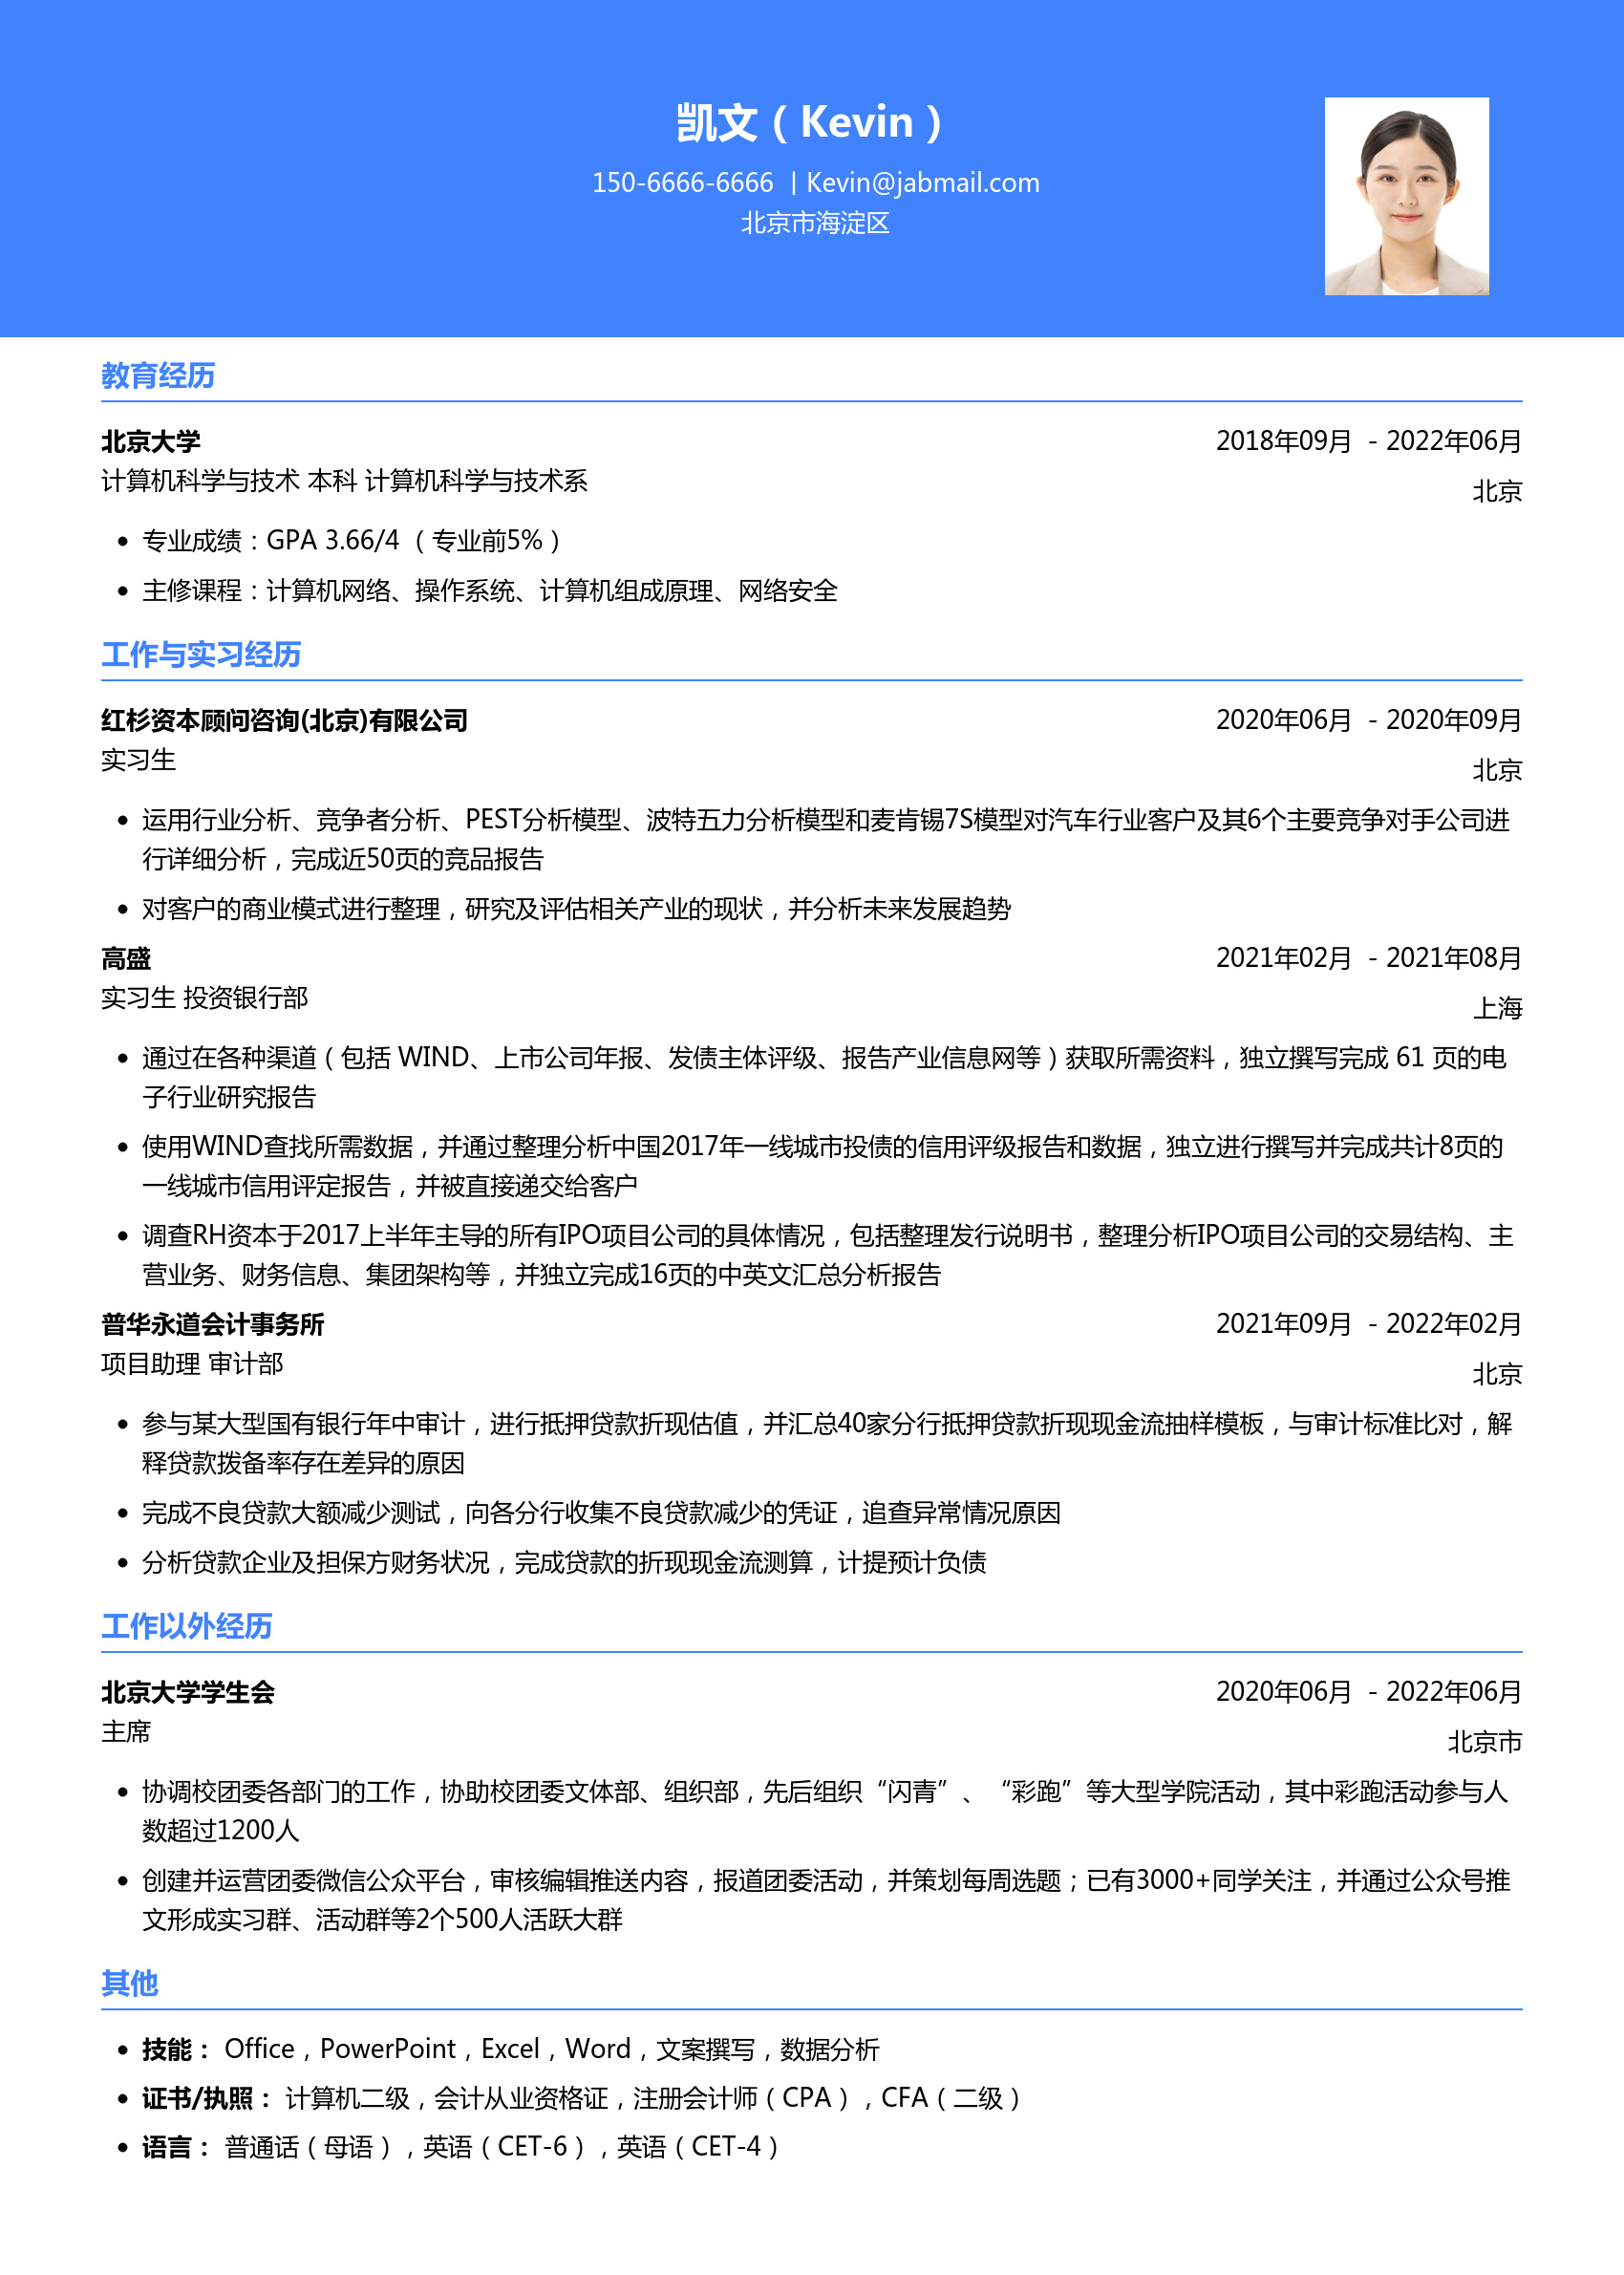 凯文（Kevin）
150-6666-6666 | Kevin@jabmail.com
北京市海淀区
教育经历
北京大学 2018年09月 - 2022年06月
计算机科学与技术 本科 计算机科学与技术系 北京
• 专业成绩：GPA 3.66/4 （专业前5%）
• 主修课程：计算机网络、操作系统、计算机组成原理、网络安全
工作与实习经历
红杉资本顾问咨询(北京)有限公司 2020年06月 - 2020年09月
实习生 北京
• 运用行业分析、竞争者分析、PEST分析模型、波特五力分析模型和麦肯锡7S模型对汽车行业客户及其6个主要竞争对手公司进
行详细分析，完成近50页的竞品报告
• 对客户的商业模式进行整理，研究及评估相关产业的现状，并分析未来发展趋势
高盛 2021年02月 - 2021年08月
实习生 投资银行部 上海
• 通过在各种渠道（包括 WIND、上市公司年报、发债主体评级、报告产业信息网等）获取所需资料，独立撰写完成 61 页的电
子行业研究报告
• 使用WIND查找所需数据，并通过整理分析中国2017年一线城市投债的信用评级报告和数据，独立进行撰写并完成共计8页的
一线城市信用评定报告，并被直接递交给客户
• 调查RH资本于2017上半年主导的所有IPO项目公司的具体情况，包括整理发行说明书，整理分析IPO项目公司的交易结构、主
营业务、财务信息、集团架构等，并独立完成16页的中英文汇总分析报告
普华永道会计事务所 2021年09月 - 2022年02月
项目助理 审计部 北京
• 参与某大型国有银行年中审计，进行抵押贷款折现估值，并汇总40家分行抵押贷款折现现金流抽样模板，与审计标准比对，解
释贷款拨备率存在差异的原因
• 完成不良贷款大额减少测试，向各分行收集不良贷款减少的凭证，追查异常情况原因
• 分析贷款企业及担保方财务状况，完成贷款的折现现金流测算，计提预计负债
工作以外经历
北京大学学生会 2020年06月 - 2022年06月
主席 北京市
• 协调校团委各部门的工作，协助校团委文体部、组织部，先后组织“闪青”、“彩跑”等大型学院活动，其中彩跑活动参与人
数超过1200人
• 创建并运营团委微信公众平台，审核编辑推送内容，报道团委活动，并策划每周选题；已有3000+同学关注，并通过公众号推
文形成实习群、活动群等2个500人活跃大群
其他
• 技能： Office，PowerPoint，Excel，Word，文案撰写，数据分析
• 证书/执照： 计算机二级，会计从业资格证，注册会计师（CPA），CFA（二级）
• 语言： 普通话（母语），英语（CET-6），英语（CET-4）